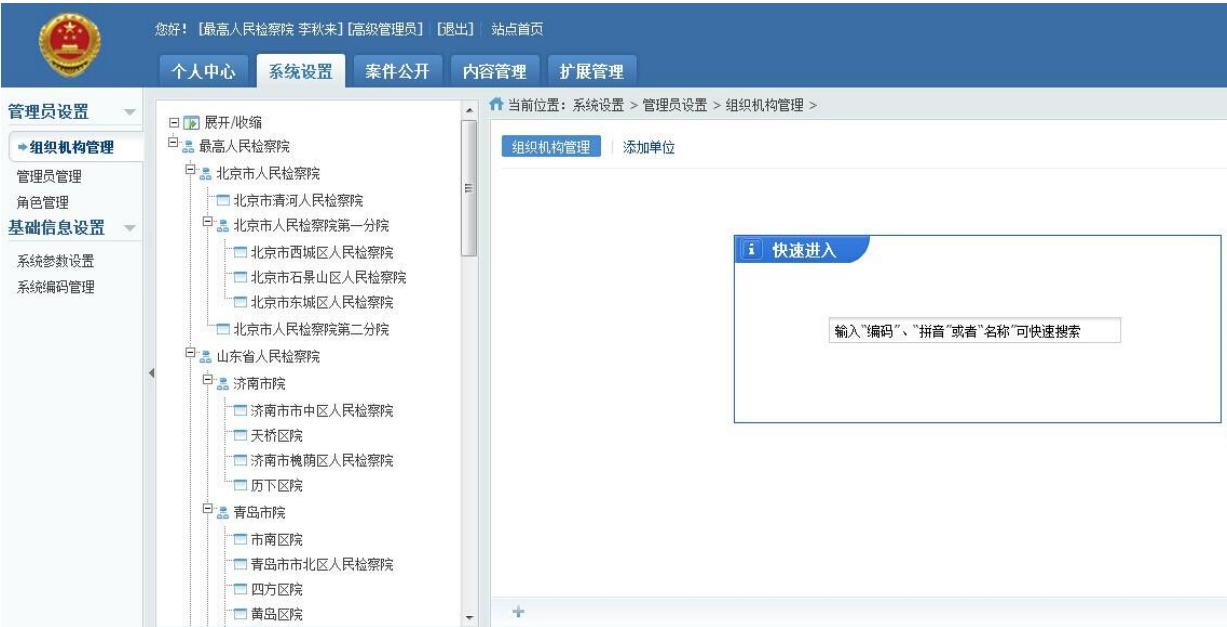 您好! [最高人民检察院 李秋来] [高级管理员] [退出] 站点首页
个人中心 系统设置 案件公开 内容管理 扩展管理
管理员设置
组织机构管理
管理员管理
角色管理
基础信息设置
系统参数设置
系统编码管理
展开/收缩
最高人民检察院
北京市人民检察院
北京市清河人民检察院
北京市人民检察院第一分院
北京市西城区人民检察院
北京市石景山区人民检察院
北京市东城区人民检察院
北京市人民检察院第二分院
山东省人民检察院
济南市院
济南市市中区人民检察院
天桥区院
济南市槐荫区人民检察院
历下区院
青岛市院
市南区院
青岛市市北区人民检察院
四方区院
黄岛区院
当前位置：系统设置 > 管理员设置 > 组织机构管理 >
组织机构管理 添加单位
快速进入
输入"编码"、"拼音"或者"名称"可快速搜索